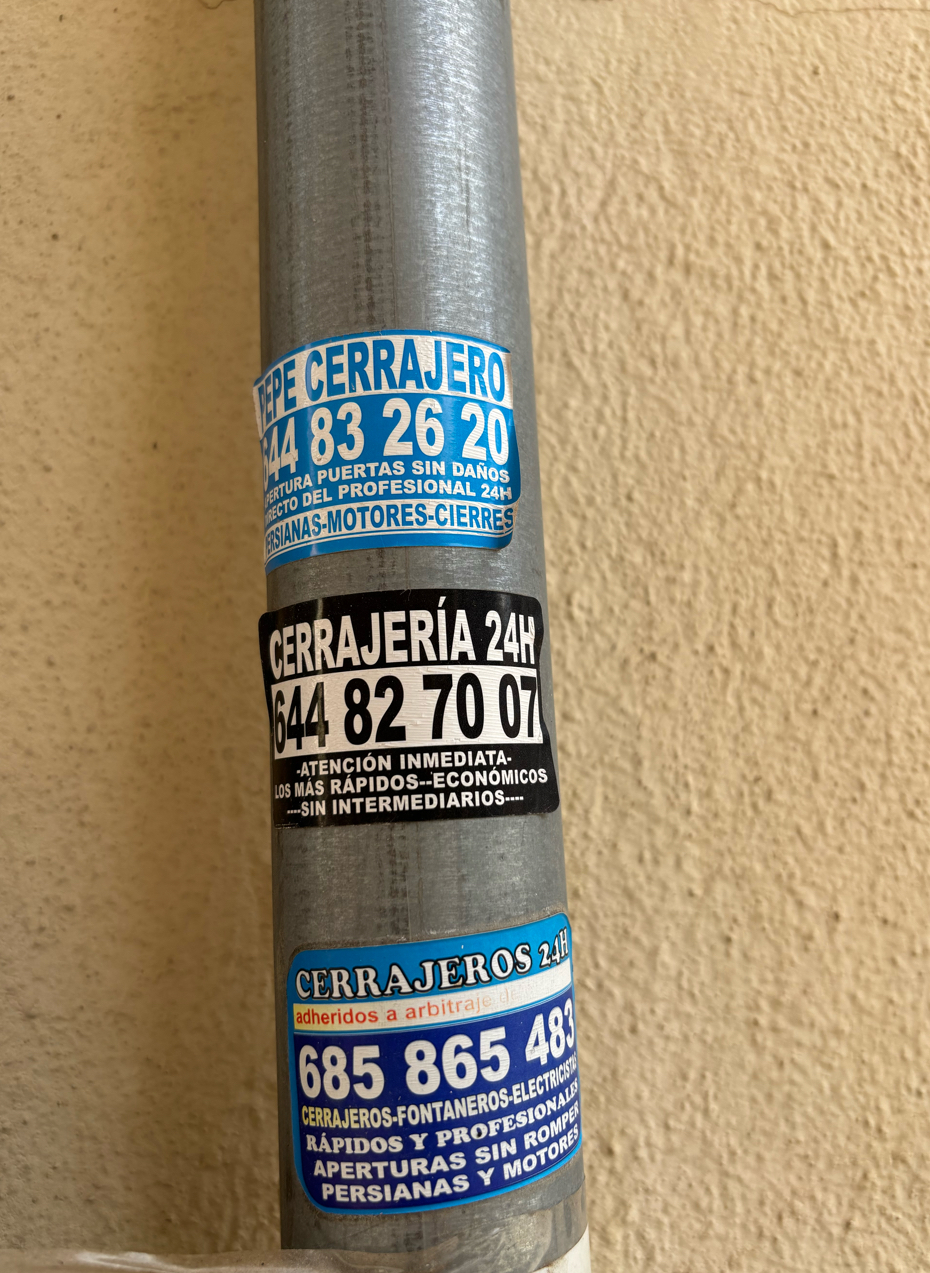 PEPE CERRAJERO
644 83 26 20
APERTURA PUERTAS SIN DAÑOS
DIRECTO DEL PROFESIONAL 24H
PERSIANAS-MOTORES-CIERRES
CERRAJERÍA 24H
644 82 70 07
-ATENCIÓN INMEDIATA-
LOS MÁS RÁPIDOS--ECONÓMICOS
----SIN INTERMEDIARIOS----
CERRAJEROS 24H
adheridos a arbitraje de
685 865 483
CERRAJEROS-FONTANEROS-ELECTRICISTAS
RÁPIDOS Y PROFESIONALES
APERTURAS SIN ROMPER
PERSIANAS Y MOTORES